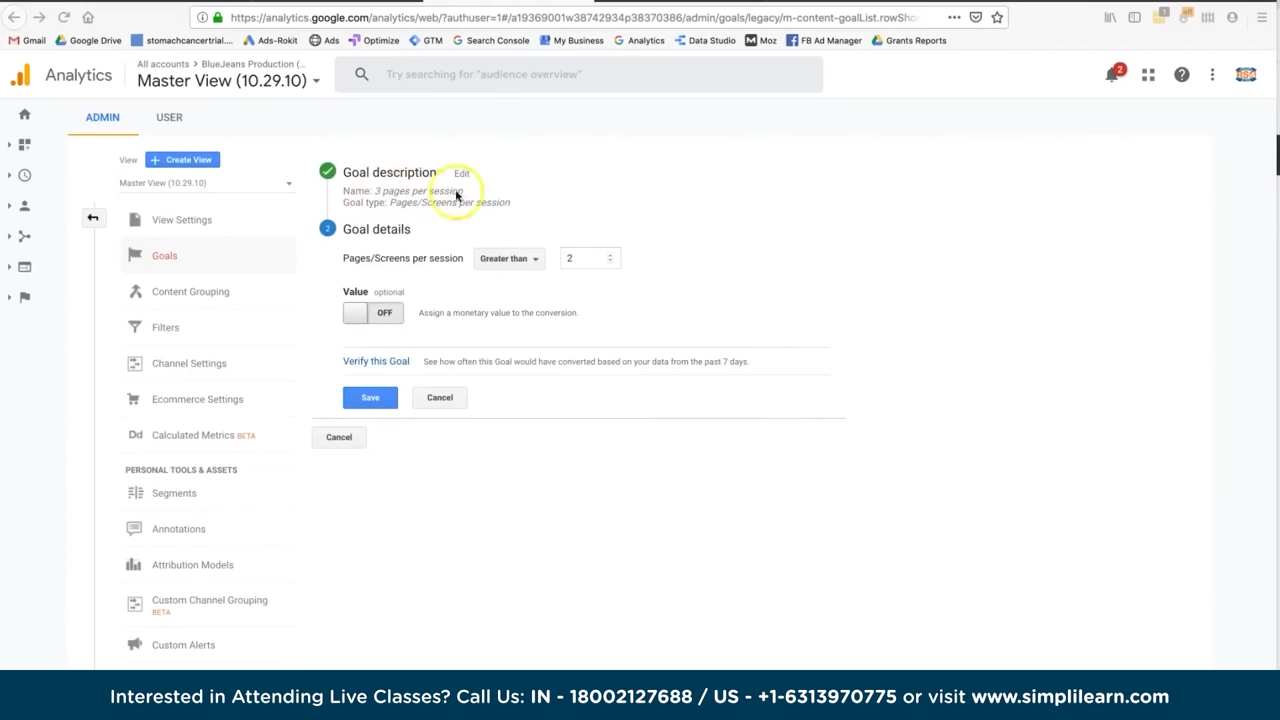 https://analytics.google.com/analytics/web/?authuser=1#/a19369001w38742934p38370386/admin/goals/legacy/m-content-goalList.rowSho
Gmail Google Drive stomachcancertrial.... Ads-Rokit Ads Optimize GTM Search Console My Business Analytics Data Studio Moz FB Ad Manager Grants Reports
Analytics
All accounts > BlueJeans Production (..
Master View (10.29.10)
Try searching for "audience overview"
2
ADMIN USER
View + Create View
Master View (10.29.10)
View Settings
Goals
Content Grouping
Filters
Channel Settings
Ecommerce Settings
Dd Calculated Metrics BETA
PERSONAL TOOLS & ASSETS
Segments
Annotations
Attribution Models
Custom Channel Grouping
BETA
Custom Alerts
Goal description Edit
Name: 3 pages per session
Goal type: Pages/Screens per session
2 Goal details
Pages/Screens per session Greater than 2
Value optional
OFF Assign a monetary value to the conversion.
Verify this Goal See how often this Goal would have converted based on your data from the past 7 days.
Save Cancel
Cancel
Interested in Attending Live Classes? Call Us: IN - 18002127688 / US - +1-6313970775 or visit www.simplilearn.com